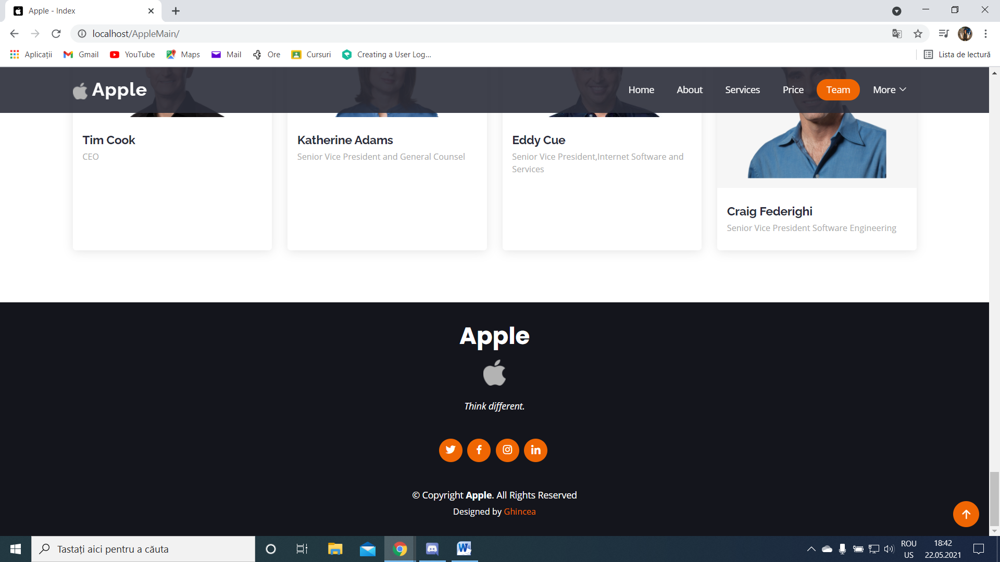 Apple - Index
localhost/AppleMain/
Aplicații Gmail YouTube Maps Mail Ore Cursuri Creating a User Log... Lista de lectură
Apple Home About Services Price Team More
Tim Cook
CEO
Katherine Adams
Senior Vice President and General Counsel
Eddy Cue
Senior Vice President,Internet Software and
Services
Craig Federighi
Senior Vice President Software Engineering
Apple
Think different.
© Copyright Apple. All Rights Reserved
Designed by Ghincea
Tastați aici pentru a căuta
ROU
US
18:42
22.05.2021